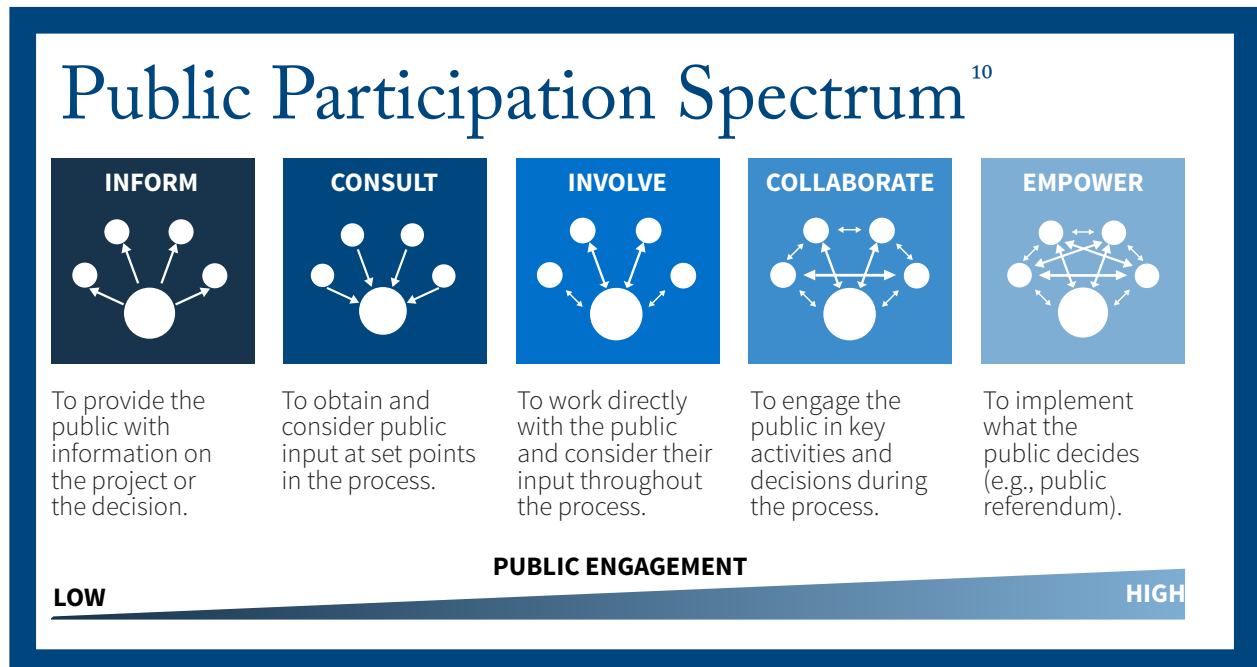 Public Participation Spectrum 10
INFORM
To provide the
public with
information on
the project or
the decision.
CONSULT
To obtain and
consider public
input at set points
in the process.
INVOLVE
To work directly
with the public
and consider their
input throughout
the process.
COLLABORATE
To engage the
public in key
activities and
decisions during
the process.
EMPOWER
To implement
what the
public decides
(e.g., public
referendum).
PUBLIC ENGAGEMENT
LOW
HIGH